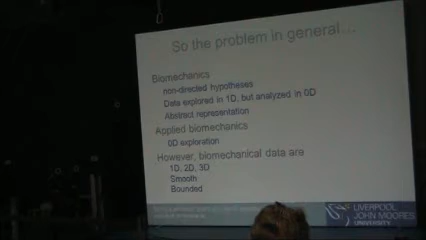 So the problem in general...
Biomechanics
non-directed hypotheses
Data explored in 1D, but analyzed in 0D
Abstract representation
Applied biomechanics
0D exploration
However, biomechanical data are
1D, 2D, 3D
Smooth
Bounded
LIVERPOOL
JOHN MOORES
UNIVERSITY